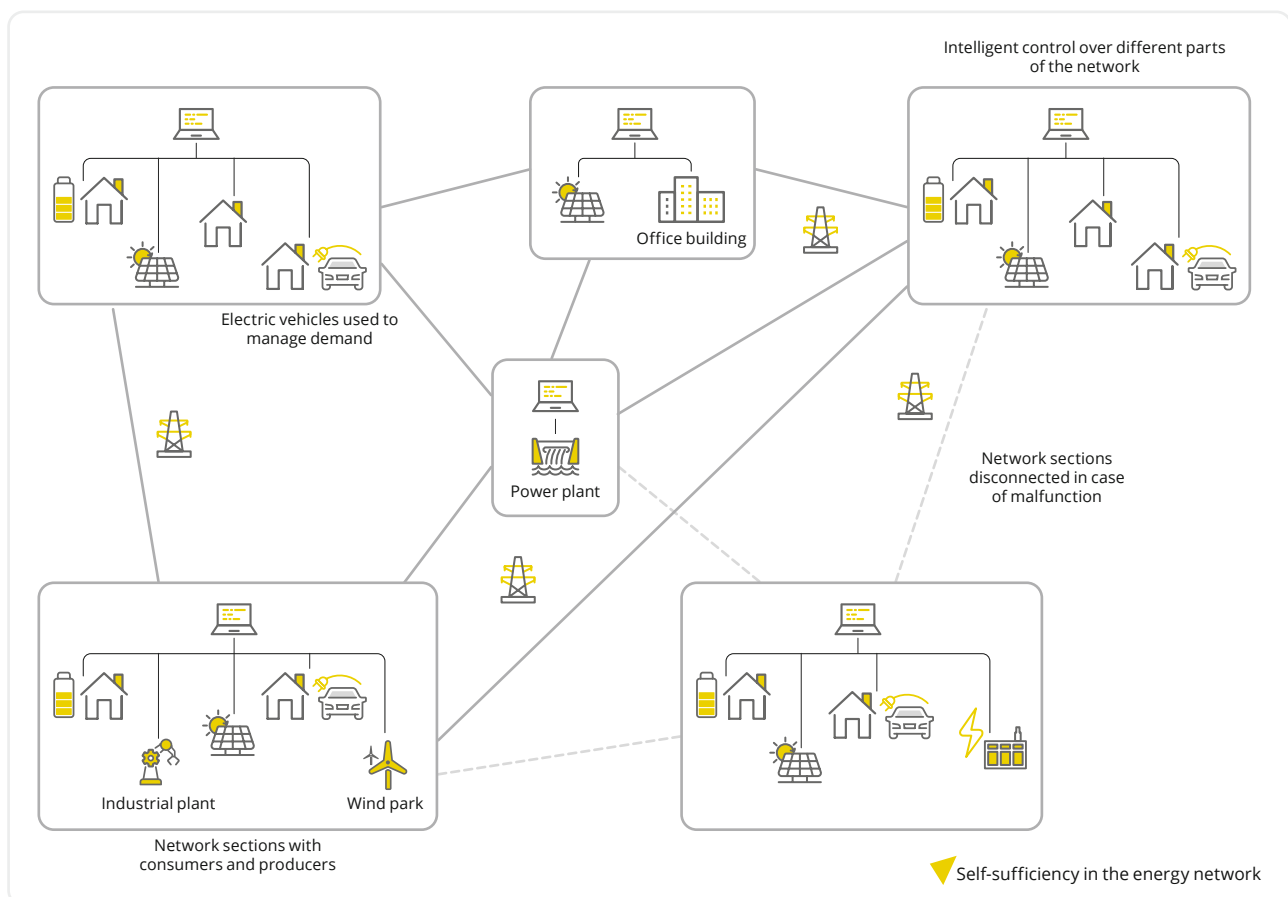 Intelligent control over different parts
of the network
Office building
Electric vehicles used to
manage demand
Power plant
Network sections
disconnected in case
of malfunction
Industrial plant
Wind park
Network sections with
consumers and producers
Self-sufficiency in the energy network